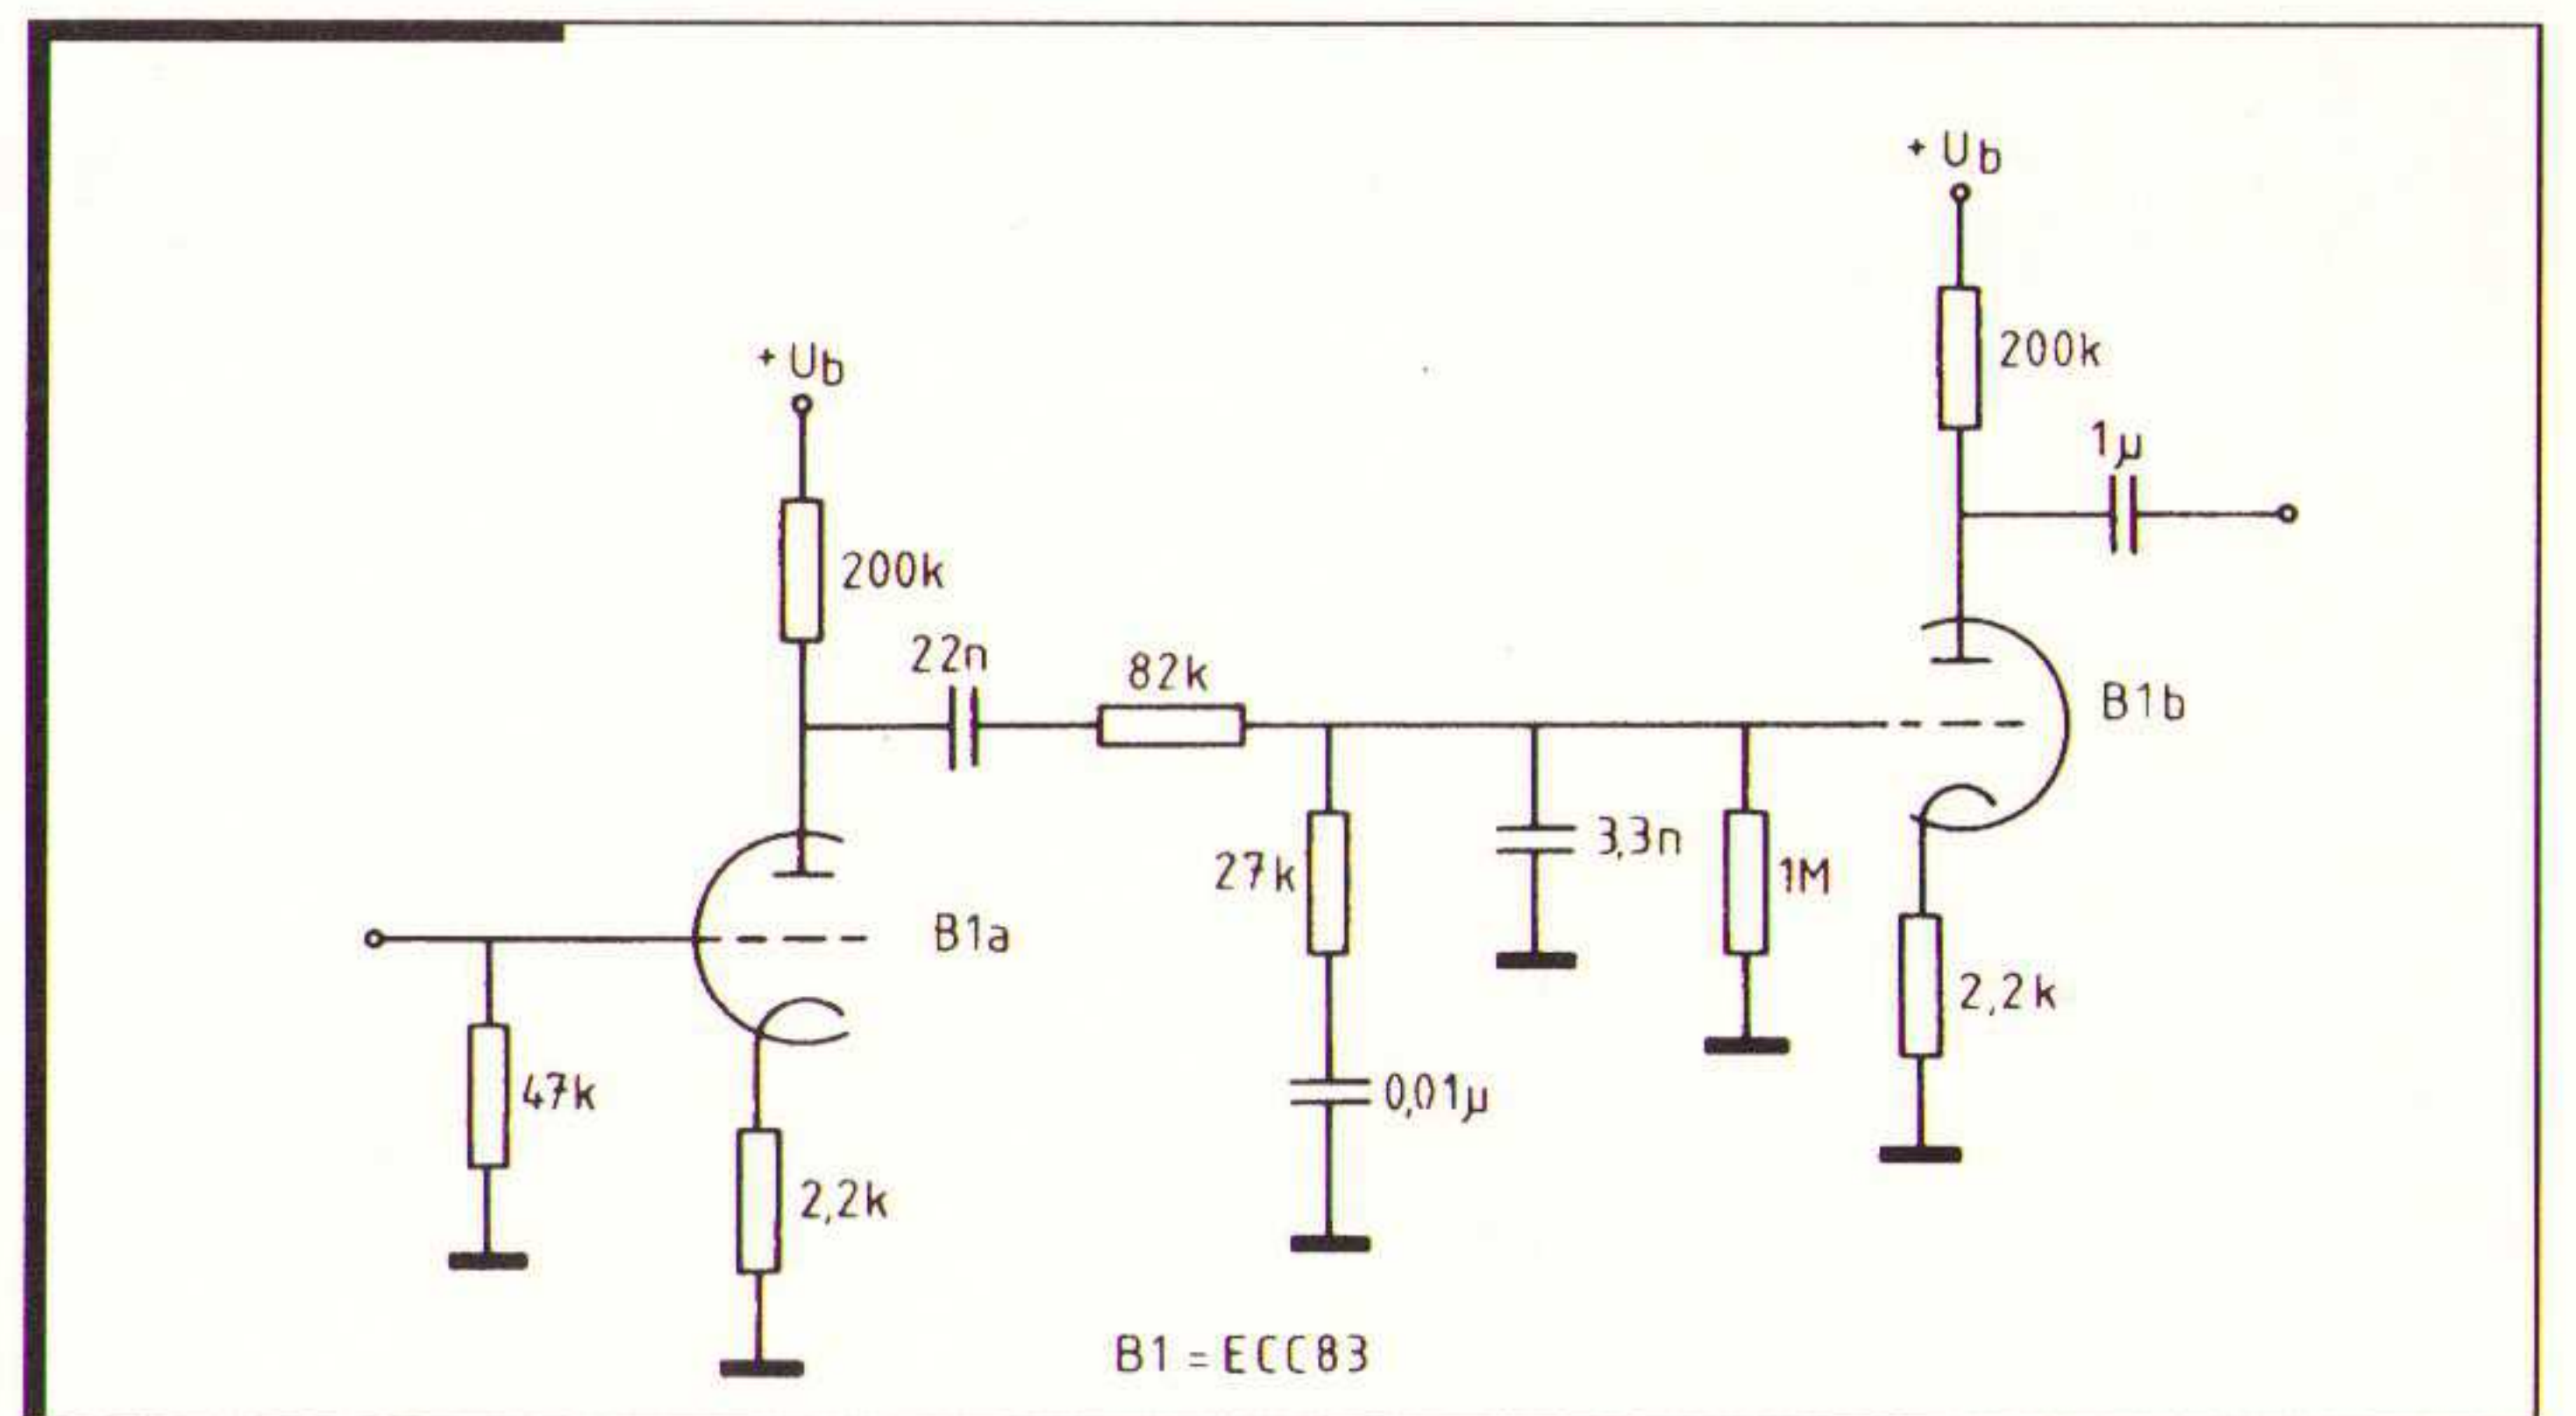 + Ub
200k
1µ
+ Ub
200k
22n
82k
B1b
27k
3,3n
1M
B1a
2,2k
47k
0,01µ
2,2k
B1 = ECC83